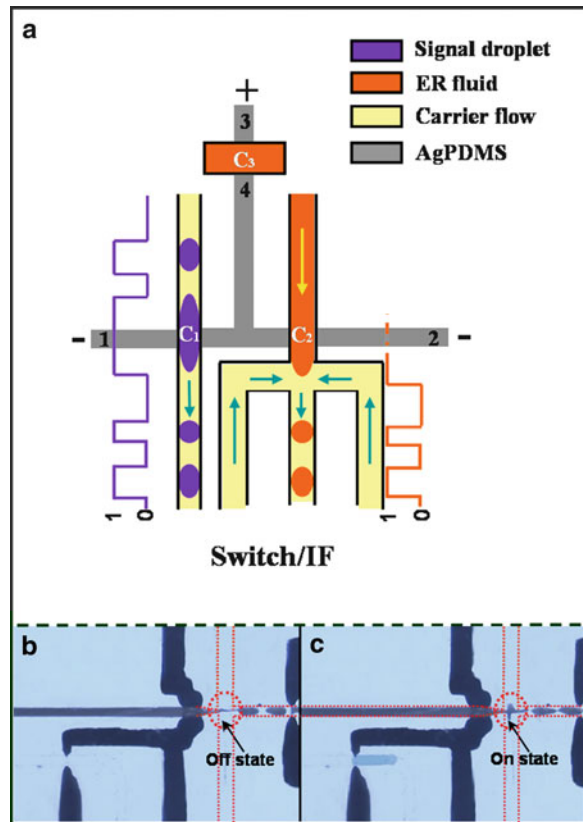 a
Signal droplet
ER fluid
Carrier flow
AgPDMS
+
3
C3
4
- 1
C1
C2
2 -
1 0
1 0
Switch/IF
b
Off state
c
On state